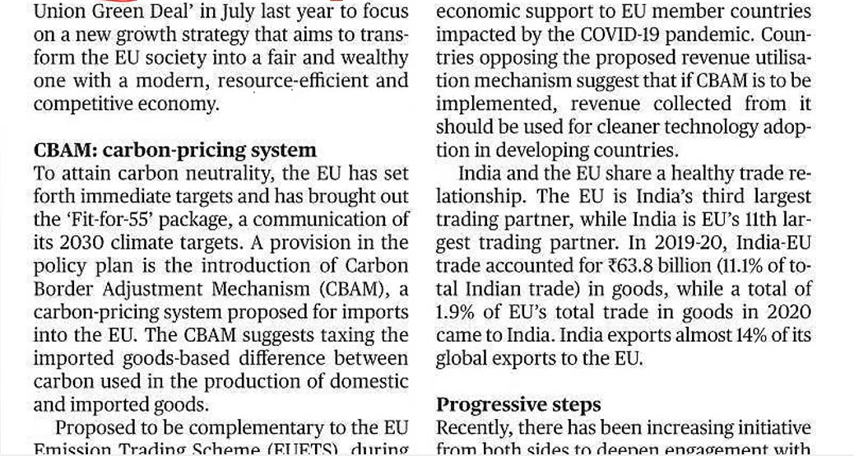 Union Green Deal’ in July last year to focus
on a new growth strategy that aims to trans-
form the EU society into a fair and wealthy
one with a modern, resource-efficient and
competitive economy.
CBAM: carbon-pricing system
To attain carbon neutrality, the EU has set
forth immediate targets and has brought out
the ‘Fit-for-55’ package, a communication of
its 2030 climate targets. A provision in the
policy plan is the introduction of Carbon
Border Adjustment Mechanism (CBAM), a
carbon-pricing system proposed for imports
into the EU. The CBAM suggests taxing the
imported goods-based difference between
carbon used in the production of domestic
and imported goods.
Proposed to be complementary to the EU
Emission Trading Scheme (EUETS), during
economic support to EU member countries
impacted by the COVID-19 pandemic. Coun-
tries opposing the proposed revenue utilisa-
tion mechanism suggest that if CBAM is to be
implemented, revenue collected from it
should be used for cleaner technology adop-
tion in developing countries.
India and the EU share a healthy trade re-
lationship. The EU is India’s third largest
trading partner, while India is EU’s 11th lar-
gest trading partner. In 2019-20, India-EU
trade accounted for ₹63.8 billion (11.1% of to-
tal Indian trade) in goods, while a total of
1.9% of EU’s total trade in goods in 2020
came to India. India exports almost 14% of its
global exports to the EU.
Progressive steps
Recently, there has been increasing initiative
from both sides to deepen engagement with